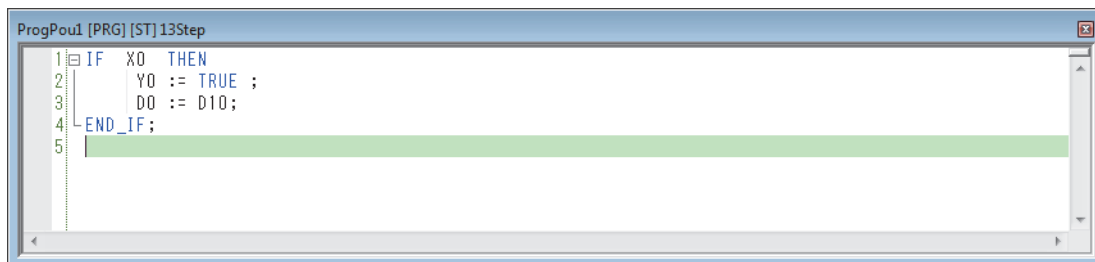 ProgPou1 [PRG] [ST] 13Step
1 IF X0 THEN
2 Y0 := TRUE ;
3 D0 := D10;
4 END_IF;
5